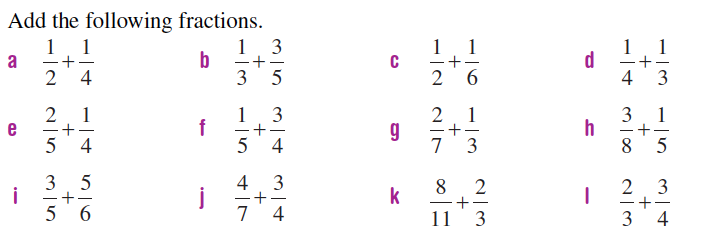 Add the following fractions.
a 1/2 + 1/4 b 1/3 + 3/5 c 1/2 + 1/6 d 1/4 + 1/3
e 2/5 + 1/4 f 1/5 + 3/4 g 2/7 + 1/3 h 3/8 + 1/5
i 3/5 + 5/6 j 4/7 + 3/4 k 8/11 + 2/3 l 2/3 + 3/4